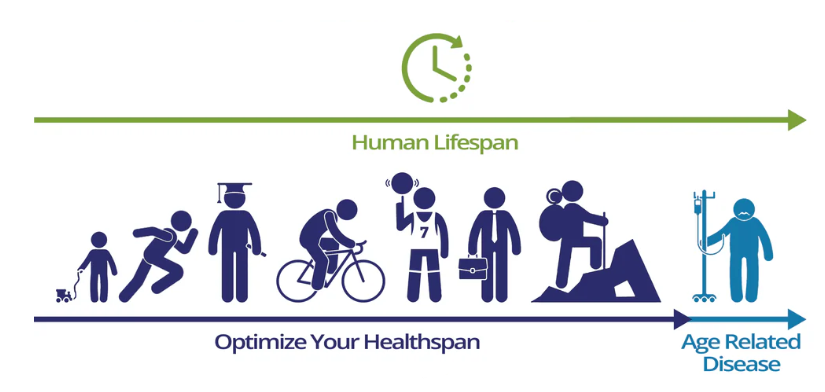 Human Lifespan
7
Optimize Your Healthspan
Age Related
Disease